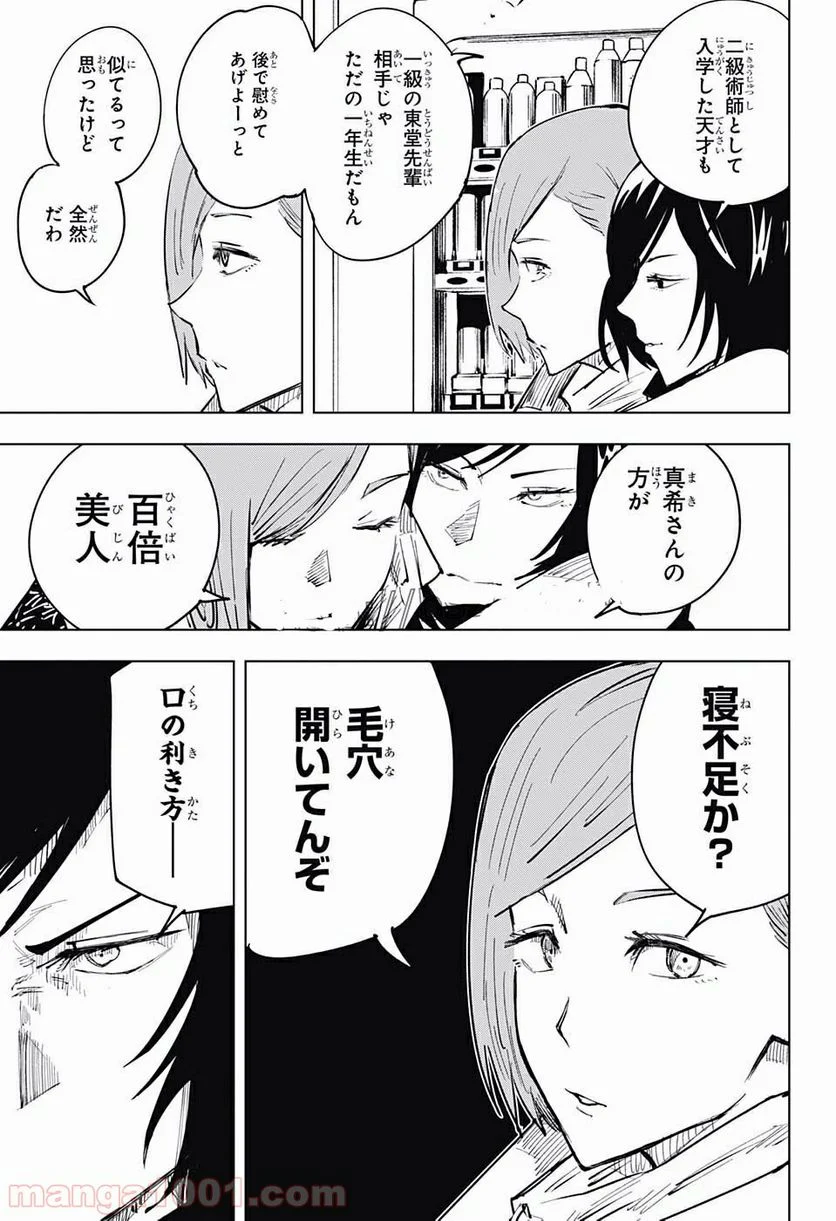 二級術師として
入学した天才も
一級の東堂先輩
相手じゃ
ただの一年生だもん
後で慰めて
あげよーっと
似てるって
思ったけど
全然
だわ
真希さんの
方が
百倍
美人
寝不足か？
毛穴
開いてんぞ
口の利き方──
manga1001.com